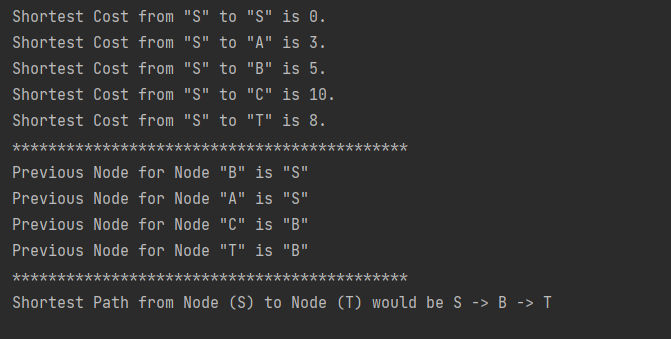 Shortest Cost from "S" to "S" is 0.
Shortest Cost from "S" to "A" is 3.
Shortest Cost from "S" to "B" is 5.
Shortest Cost from "S" to "C" is 10.
Shortest Cost from "S" to "T" is 8.
********************************************
Previous Node for Node "B" is "S"
Previous Node for Node "A" is "S"
Previous Node for Node "C" is "B"
Previous Node for Node "T" is "B"
********************************************
Shortest Path from Node (S) to Node (T) would be S -> B -> T